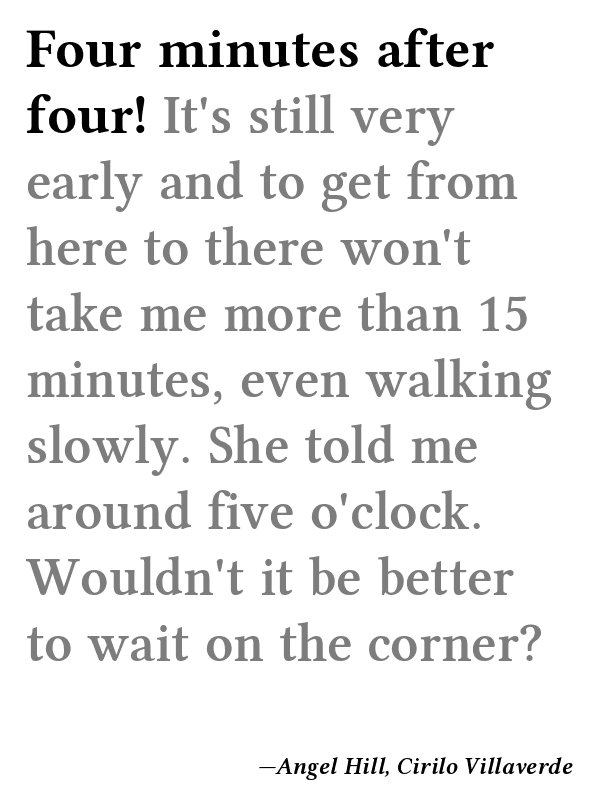 Four minutes after
four! It's still very
early and to get from
here to there won't
take me more than 15
minutes, even walking
slowly. She told me
around five o'clock.
Wouldn't it be better
to wait on the corner?
—Angel Hill, Cirilo Villaverde